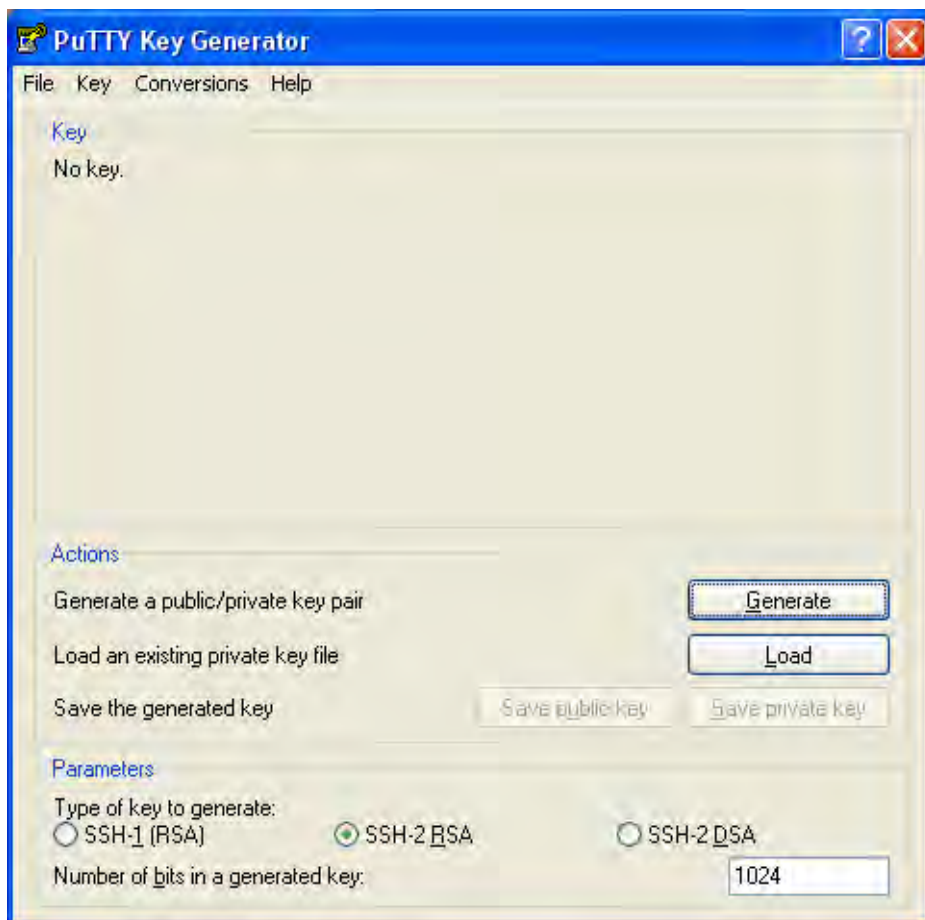 PuTTY Key Generator
File Key Conversions Help
Key
No key.
Actions
Generate a public/private key pair Generate
Load an existing private key file Load
Save the generated key Save public key Save private key
Parameters
Type of key to generate:
SSH-1 (RSA) SSH-2 RSA SSH-2 DSA
Number of bits in a generated key: 1024